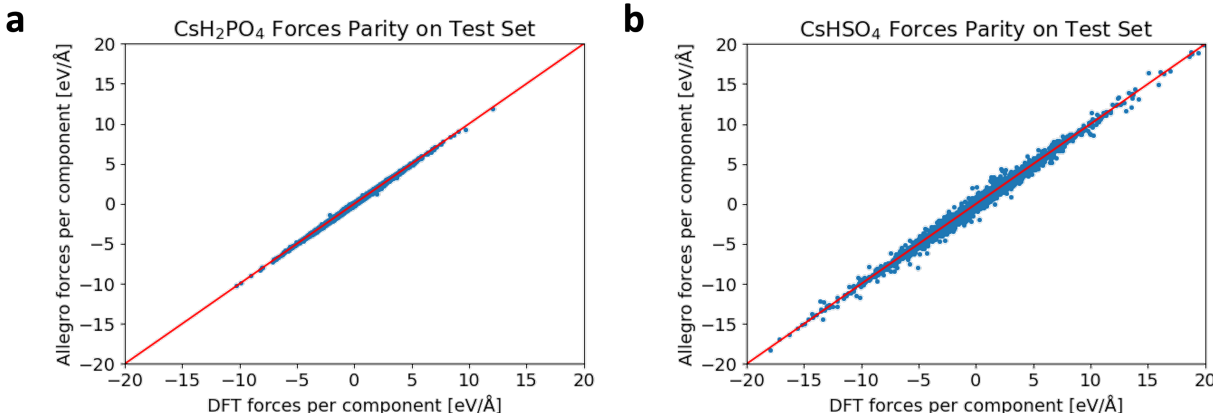 a
CsH₂PO₄ Forces Parity on Test Set
Allegro forces per component [eV/Å]
20
15
10
5
0
−5
−10
−15
−20
−20 −15 −10 −5 0 5 10 15 20
DFT forces per component [eV/Å]
b
CsHSO₄ Forces Parity on Test Set
Allegro forces per component [eV/Å]
20
15
10
5
0
−5
−10
−15
−20
−20 −15 −10 −5 0 5 10 15 20
DFT forces per component [eV/Å]